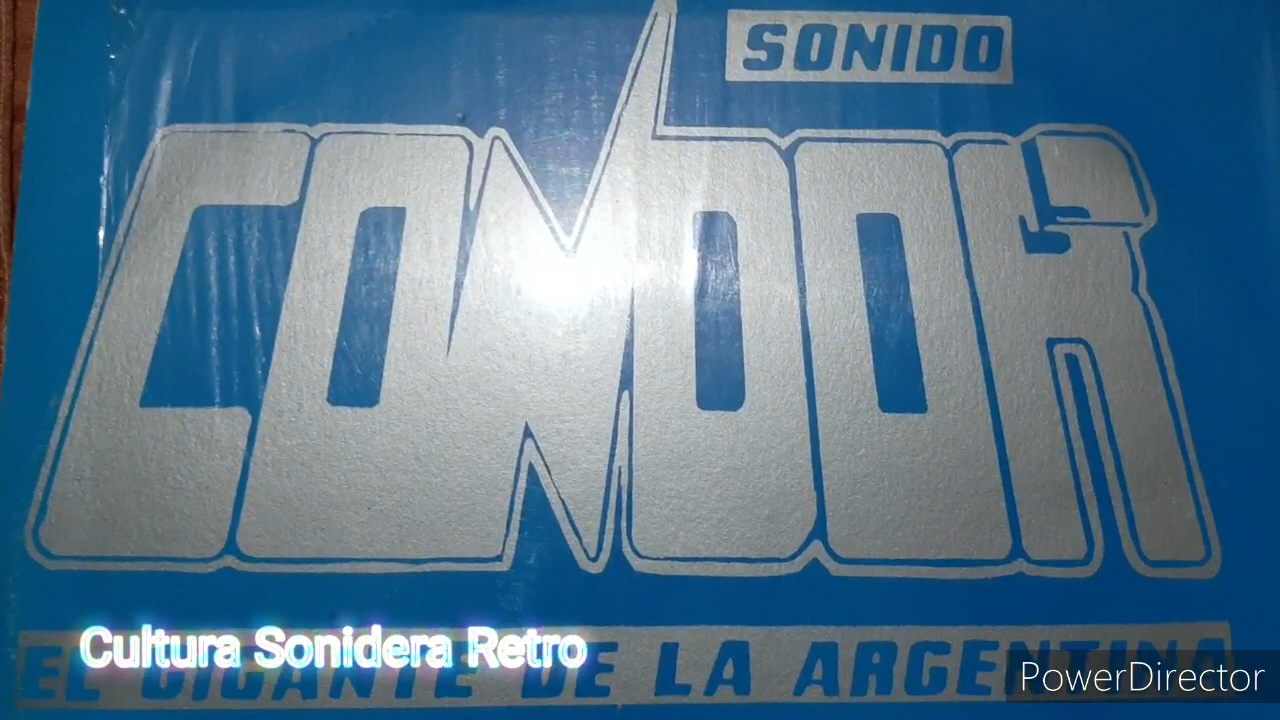 SONIDO
CONDOR
Cultura Sonidera Retro
EL GIGANTE DE LA ARGENTINA
PowerDirector